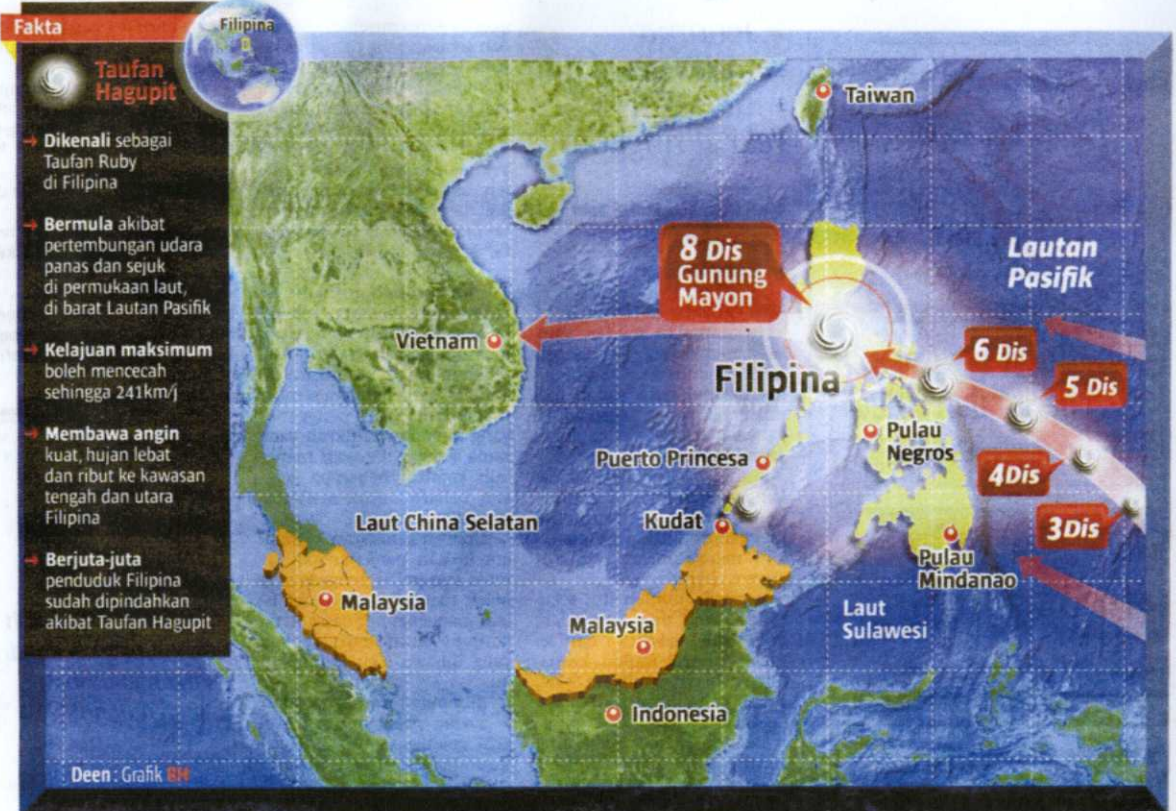 Fakta
Filipina
Taufan
Hagupit
Dikenali sebagai
Taufan Ruby
di Filipina
Bermula akibat
pertembungan udara
panas dan sejuk
di permukaan laut,
di barat Lautan Pasifik
Kelajuan maksimum
boleh mencecah
sehingga 241km/j
Membawa angin
kuat, hujan lebat
dan ribut ke kawasan
tengah dan utara
Filipina
Berjuta-juta
penduduk Filipina
sudah dipindahkan
akibat Taufan Hagupit
Taiwan
8 Dis
Gunung
Mayon
Lautan
Pasifik
Vietnam
6 Dis
Filipina
5 Dis
Pulau
Negros
Puerto Princesa
4Dis
Laut China Selatan
Kudat
3Dis
Pulau
Mindanao
Malaysia
Laut
Sulawesi
Malaysia
Indonesia
Deen : Grafik BH